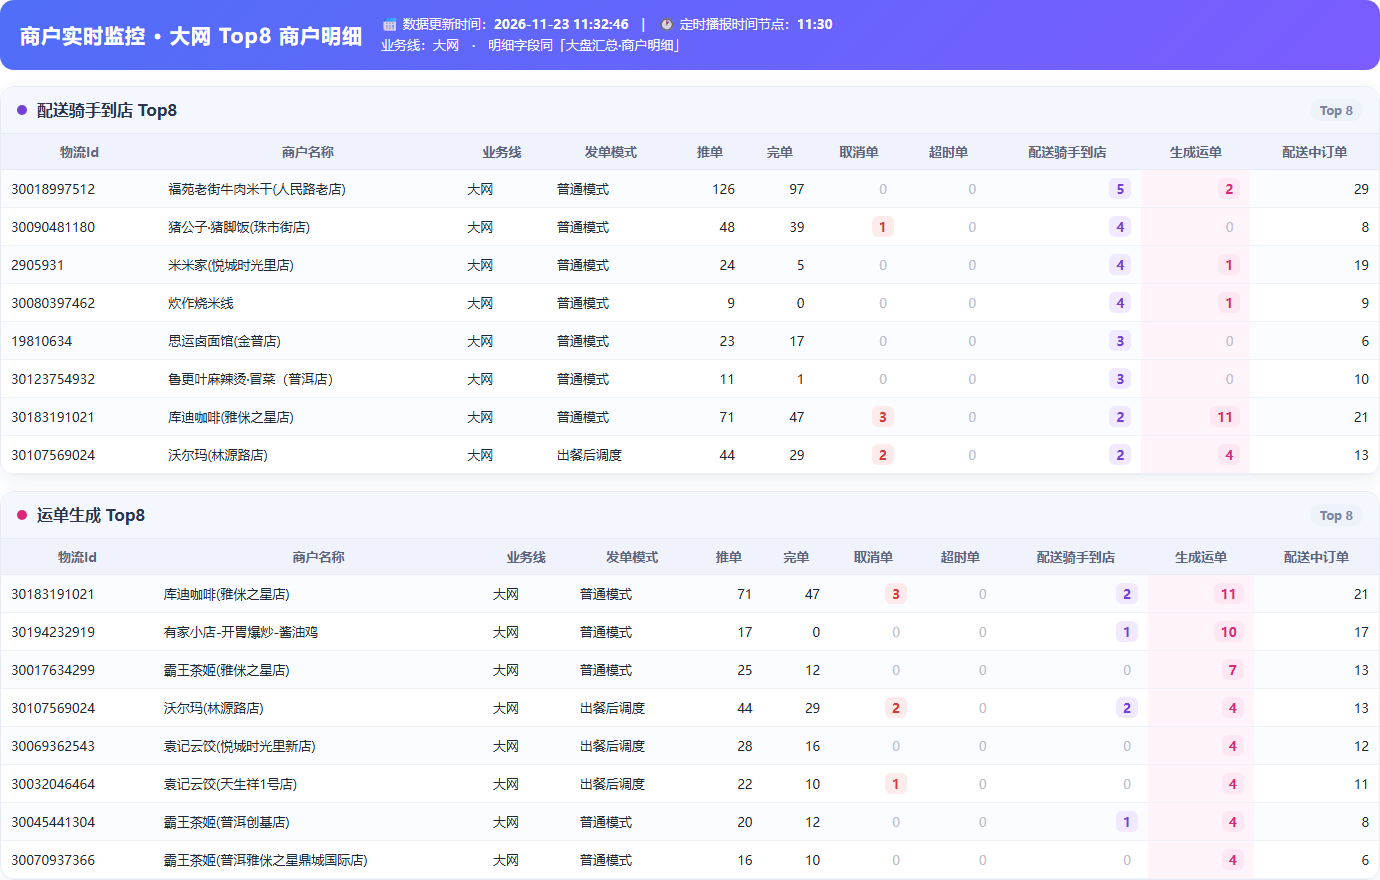 商户实时监控 · 大网 Top8 商户明细
数据更新时间：2026-11-23 11:32:46 | 定时播报时间节点：11:30
业务线：大网 · 明细字段同「大盘汇总·商户明细」
配送骑手到店 Top8 Top 8
物流Id 商户名称 业务线 发单模式 推单 完单 取消单 超时单 配送骑手到店 生成运单 配送中订单
30018997512 福苑老街牛肉米干(人民路老店) 大网 普通模式 126 97 0 0 5 2 29
30090481180 猪公子·猪脚饭(珠市街店) 大网 普通模式 48 39 1 0 4 0 8
2905931 米米家(悦城时光里店) 大网 普通模式 24 5 0 0 4 1 19
30080397462 炊作烧米线 大网 普通模式 9 0 0 0 4 1 9
19810634 思运卤面馆(金普店) 大网 普通模式 23 17 0 0 3 0 6
30123754932 鲁更叶麻辣烫·冒菜（普洱店） 大网 普通模式 11 1 0 0 3 0 10
30183191021 库迪咖啡(雅侎之星店) 大网 普通模式 71 47 3 0 2 11 21
30107569024 沃尔玛(林源路店) 大网 出餐后调度 44 29 2 0 2 4 13
运单生成 Top8 Top 8
物流Id 商户名称 业务线 发单模式 推单 完单 取消单 超时单 配送骑手到店 生成运单 配送中订单
30183191021 库迪咖啡(雅侎之星店) 大网 普通模式 71 47 3 0 2 11 21
30194232919 有家小店-开胃爆炒-酱油鸡 大网 普通模式 17 0 0 0 1 10 17
30017634299 霸王茶姬(雅侎之星店) 大网 普通模式 25 12 0 0 0 7 13
30107569024 沃尔玛(林源路店) 大网 出餐后调度 44 29 2 0 2 4 13
30069362543 袁记云饺(悦城时光里新店) 大网 出餐后调度 28 16 0 0 0 4 12
30032046464 袁记云饺(天生祥1号店) 大网 出餐后调度 22 10 1 0 0 4 11
30045441304 霸王茶姬(普洱创基店) 大网 普通模式 20 12 0 0 1 4 8
30070937366 霸王茶姬(普洱雅侎之星鼎城国际店) 大网 普通模式 16 10 0 0 0 4 6